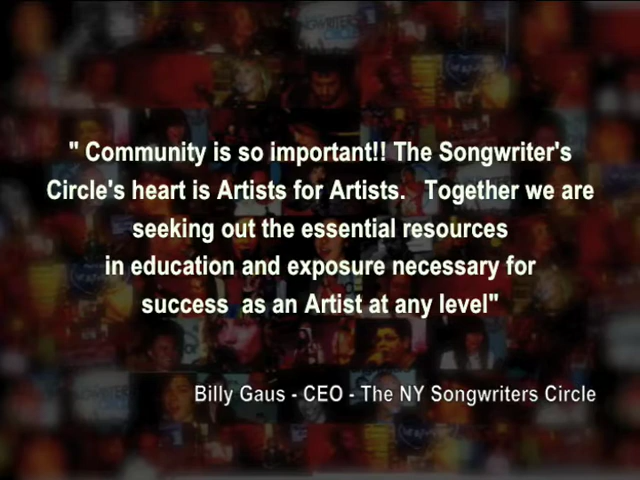 " Community is so important!! The Songwriter's
Circle's heart is Artists for Artists.   Together we are
seeking out the essential resources
in education and exposure necessary for
success  as an Artist at any level"
Billy Gaus - CEO - The NY Songwriters Circle